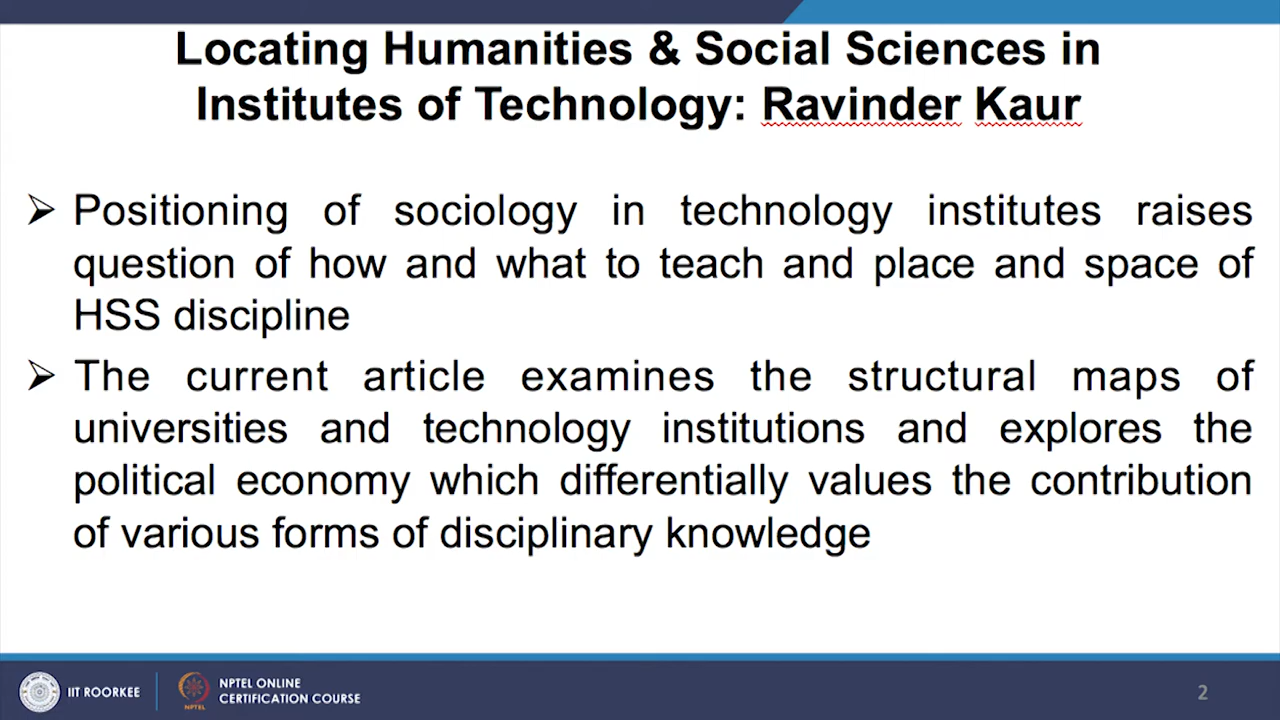 Locating Humanities & Social Sciences in
Institutes of Technology: Ravinder Kaur
➢ Positioning of sociology in technology institutes raises
question of how and what to teach and place and space of
HSS discipline
➢ The current article examines the structural maps of
universities and technology institutions and explores the
political economy which differentially values the contribution
of various forms of disciplinary knowledge
IIT ROORKEE
NPTEL
NPTEL ONLINE
CERTIFICATION COURSE
2